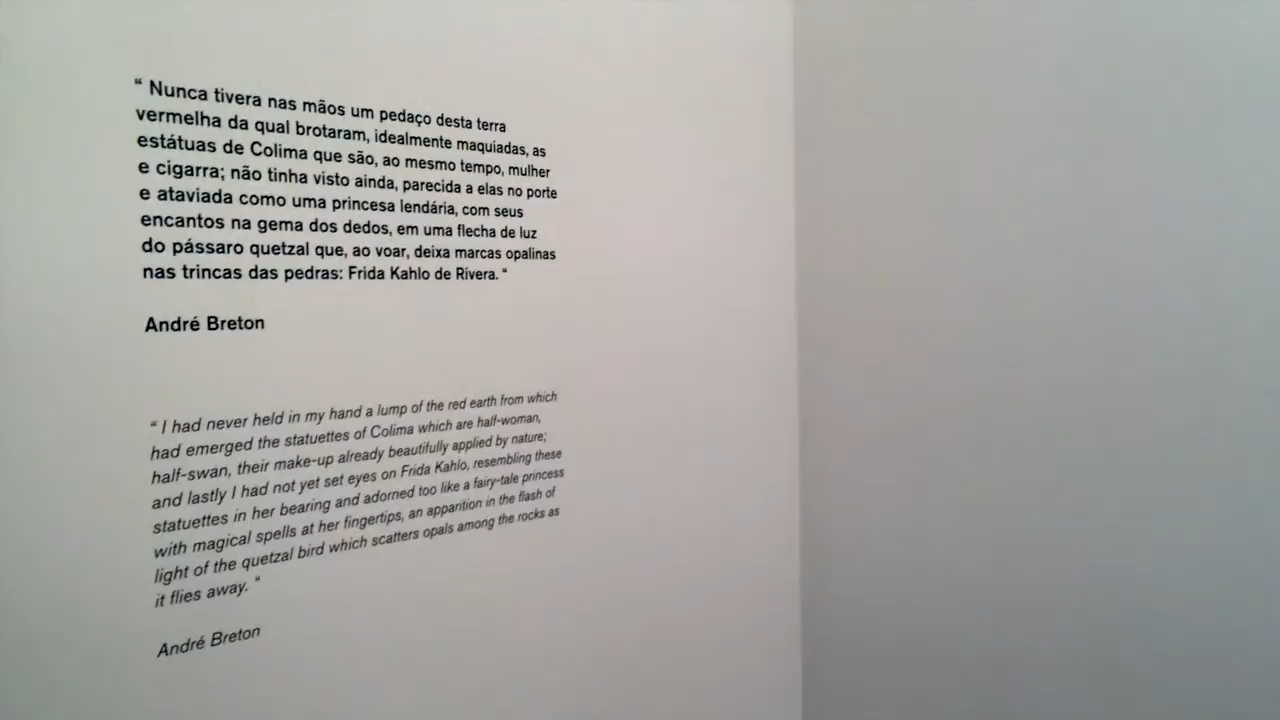 “ Nunca tivera nas mãos um pedaço desta terra
vermelha da qual brotaram, idealmente maquiadas, as
estátuas de Colima que são, ao mesmo tempo, mulher
e cigarra; não tinha visto ainda, parecida a elas no porte
e ataviada como uma princesa lendária, com seus
encantos na gema dos dedos, em uma flecha de luz
do pássaro quetzal que, ao voar, deixa marcas opalinas
nas trincas das pedras: Frida Kahlo de Rivera. “
André Breton
“ I had never held in my hand a lump of the red earth from which
had emerged the statuettes of Colima which are half-woman,
half-swan, their make-up already beautifully applied by nature;
and lastly I had not yet set eyes on Frida Kahlo, resembling these
statuettes in her bearing and adorned too like a fairy-tale princess
with magical spells at her fingertips, an apparition in the flash of
light of the quetzal bird which scatters opals among the rocks as
it flies away. “
André Breton